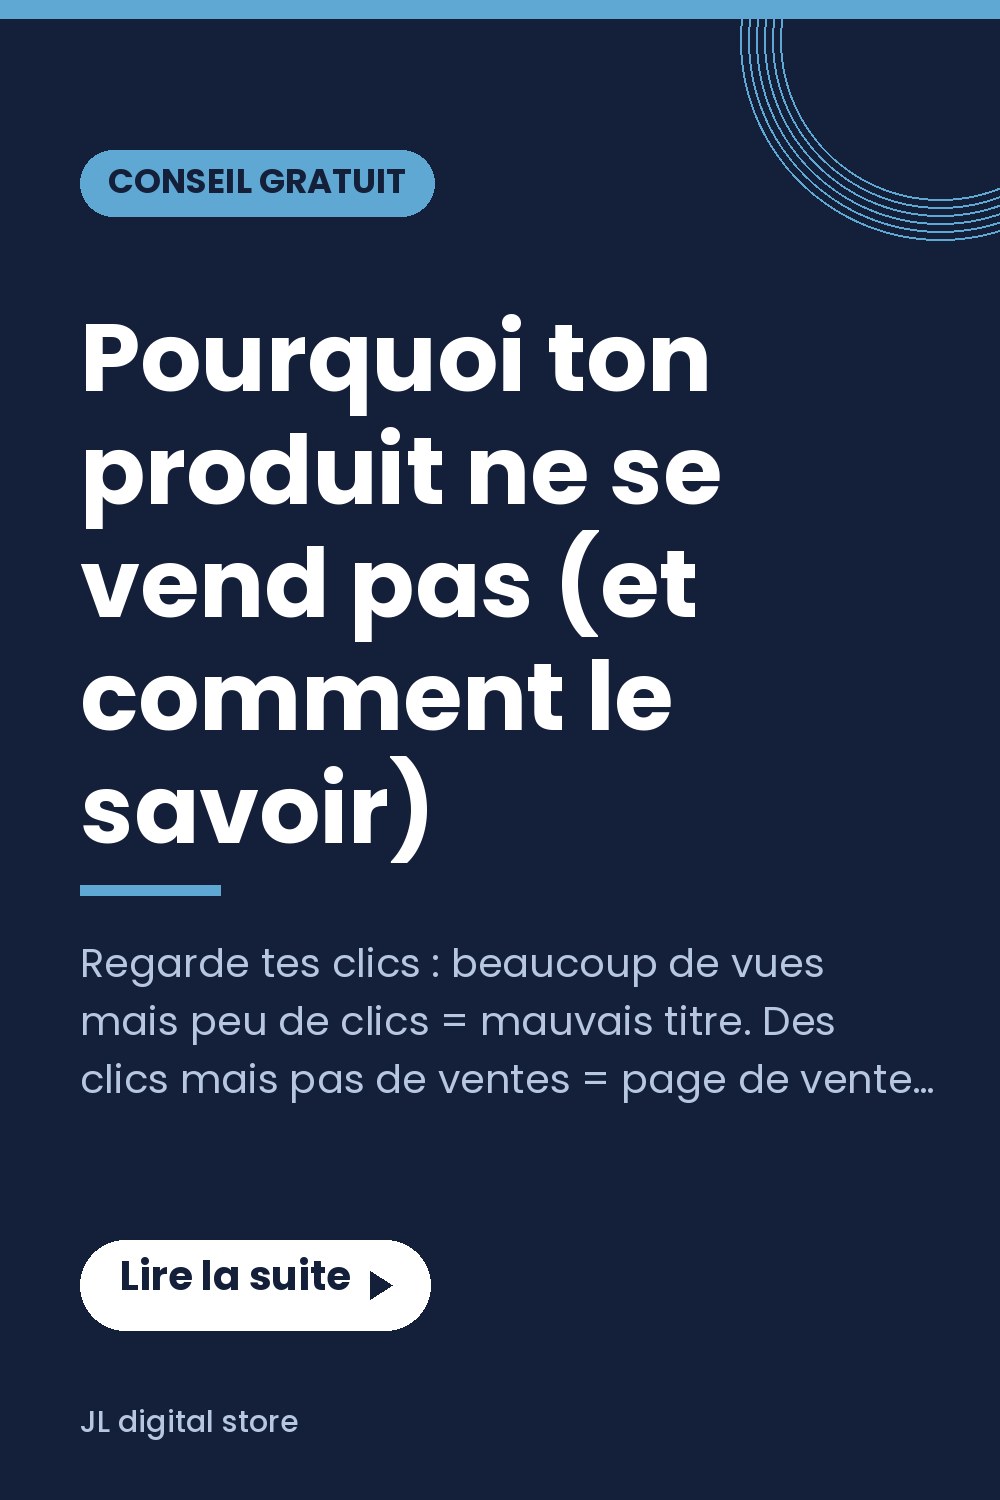 CONSEIL GRATUIT
Pourquoi ton
produit ne se
vend pas (et
comment le
savoir)
Regarde tes clics : beaucoup de vues
mais peu de clics = mauvais titre. Des
clics mais pas de ventes = page de vente…
Lire la suite
JL digital store